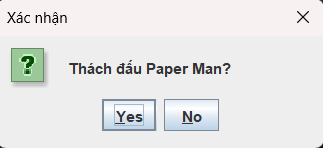 Xác nhận
Thách đấu Paper Man?
Yes No